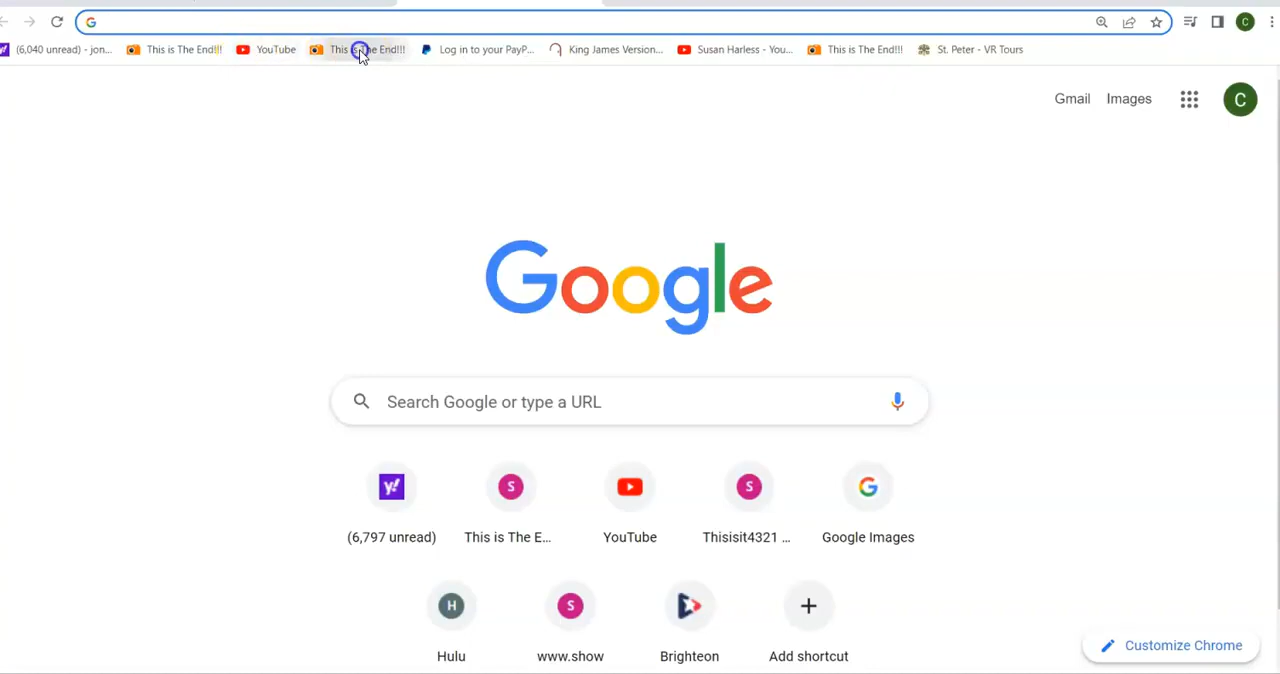 (6,040 unread) - jon... This is The End!!! YouTube This is The End!!! Log in to your PayP... King James Version... Susan Harless - You... This is The End!!! St. Peter - VR Tours
Gmail Images C
Google
Search Google or type a URL
(6,797 unread) This is The E... YouTube Thisisit4321 ... Google Images
Hulu www.show Brighteon Add shortcut
Customize Chrome